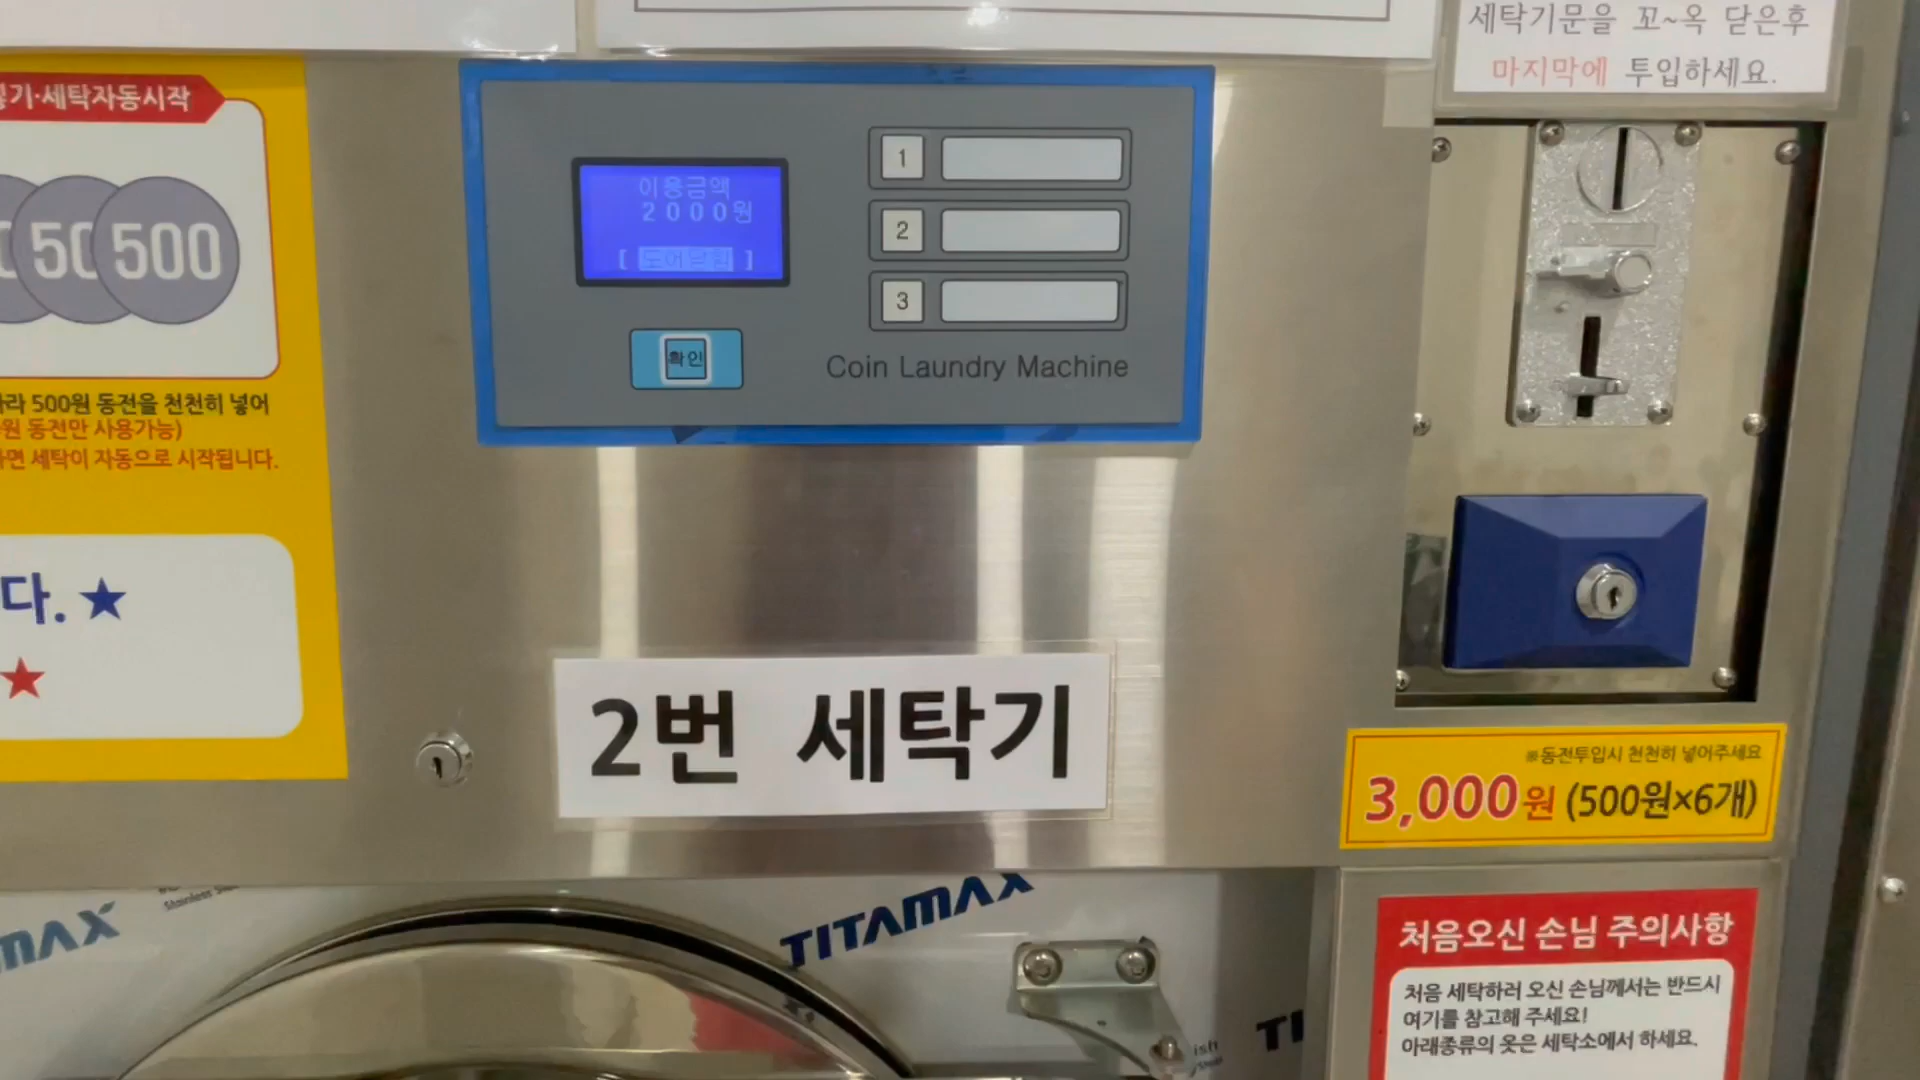 세탁기문을 꼬~옥 닫은후
마지막에 투입하세요.
넣기·세탁자동시작
50
500
라 500원 동전을 천천히 넣어
원 동전만 사용가능)
면 세탁이 자동으로 시작됩니다.
다. ★
★
이용금액
2000원
[ 도어닫힘 ]
확인
1
2
3
Coin Laundry Machine
2번 세탁기
※동전투입시 천천히 넣어주세요
3,000원 (500원×6개)
처음오신 손님 주의사항
처음 세탁하러 오신 손님께서는 반드시
여기를 참고해 주세요!
아래종류의 옷은 세탁소에서 하세요.
MAX
Stainless
TITAMAX
TI
ish